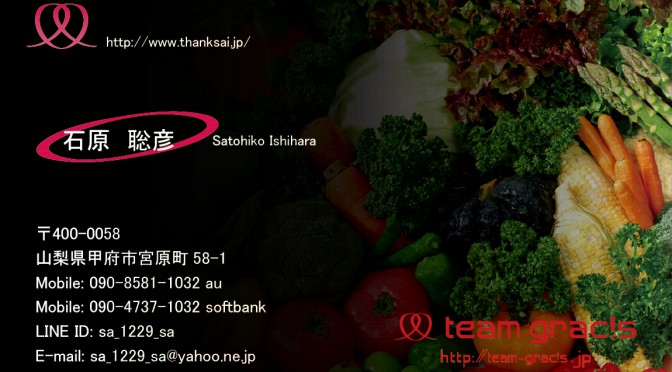 http://www.thanksai.jp/
石原 聡彦 Satohiko Ishihara
〒400-0058
山梨県甲府市宮原町 58-1
Mobile: 090-8581-1032 au
Mobile: 090-4737-1032 softbank
LINE ID: sa_1229_sa
E-mail: sa_1229_sa@yahoo.ne.jp
team grac!s
http://team-grac!s.jp